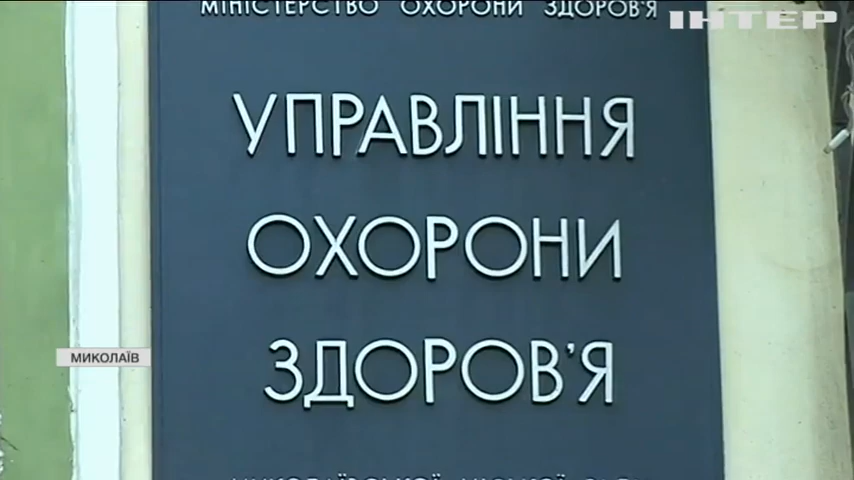 МІНІСТЕРСТВО ОХОРОНИ ЗДОРОВ'Я
ІНТЕР
УПРАВЛІННЯ
ОХОРОНИ
ЗДОРОВ'Я
МИКОЛАЇВ